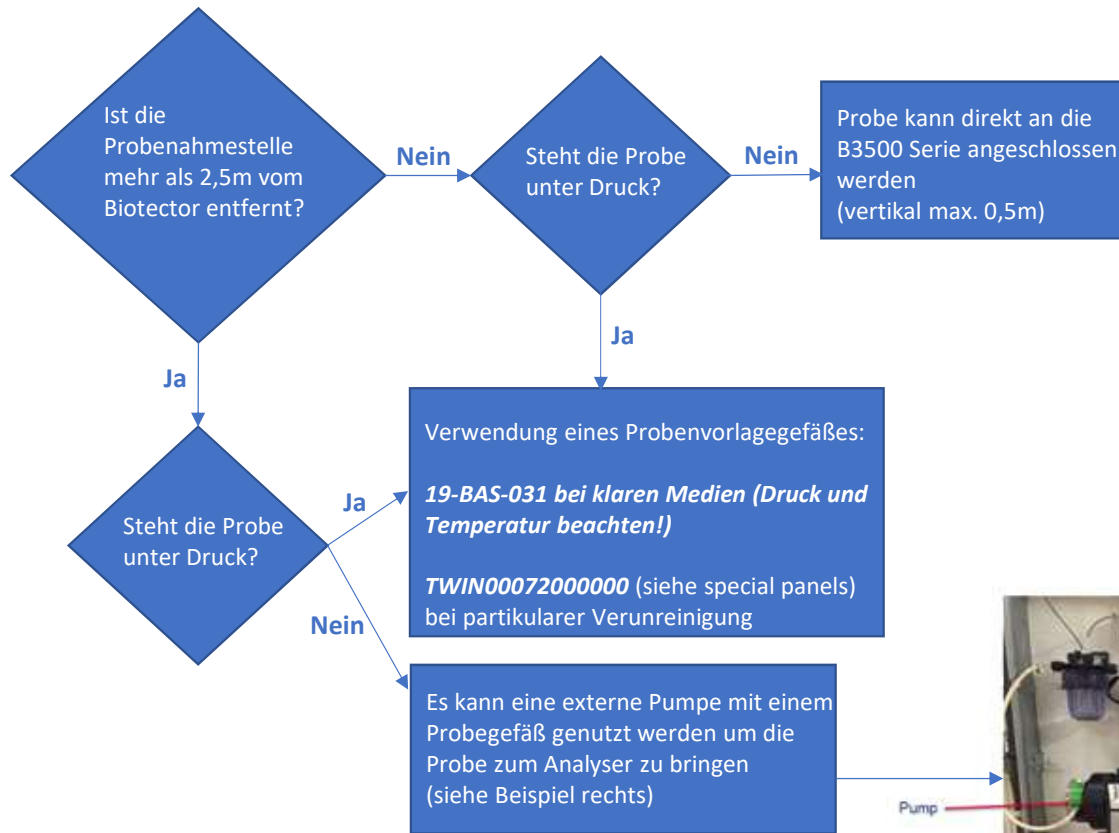 Ist die
Probenahmestelle
mehr als 2,5m vom
Biotector entfernt?
Nein
Steht die Probe
unter Druck?
Nein
Probe kann direkt an die
B3500 Serie angeschlossen
werden
(vertikal max. 0,5m)
Ja
Ja
Steht die Probe
unter Druck?
Ja
Nein
Verwendung eines Probenvorlagegefäßes:
19-BAS-031 bei klaren Medien (Druck und
Temperatur beachten!)
TWIN00072000000 (siehe special panels)
bei partikularer Verunreinigung
Es kann eine externe Pumpe mit einem
Probegefäß genutzt werden um die
Probe zum Analyser zu bringen
(siehe Beispiel rechts)
Pump